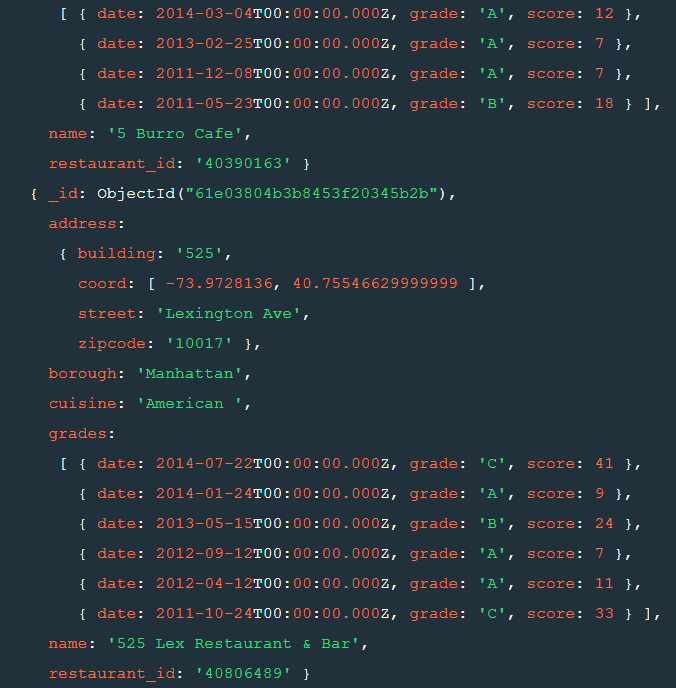 [ { date: 2014-03-04T00:00:00.000Z, grade: 'A', score: 12 },
{ date: 2013-02-25T00:00:00.000Z, grade: 'A', score: 7 },
{ date: 2011-12-08T00:00:00.000Z, grade: 'A', score: 7 },
{ date: 2011-05-23T00:00:00.000Z, grade: 'B', score: 18 } ],
name: '5 Burro Cafe',
restaurant_id: '40390163' }
{ _id: ObjectId("61e03804b3b8453f20345b2b"),
address:
{ building: '525',
coord: [ -73.9728136, 40.75546629999999 ],
street: 'Lexington Ave',
zipcode: '10017' },
borough: 'Manhattan',
cuisine: 'American ',
grades:
[ { date: 2014-07-22T00:00:00.000Z, grade: 'C', score: 41 },
{ date: 2014-01-24T00:00:00.000Z, grade: 'A', score: 9 },
{ date: 2013-05-15T00:00:00.000Z, grade: 'B', score: 24 },
{ date: 2012-09-12T00:00:00.000Z, grade: 'A', score: 7 },
{ date: 2012-04-12T00:00:00.000Z, grade: 'A', score: 11 },
{ date: 2011-10-24T00:00:00.000Z, grade: 'C', score: 33 } ],
name: '525 Lex Restaurant & Bar',
restaurant_id: '40806489' }